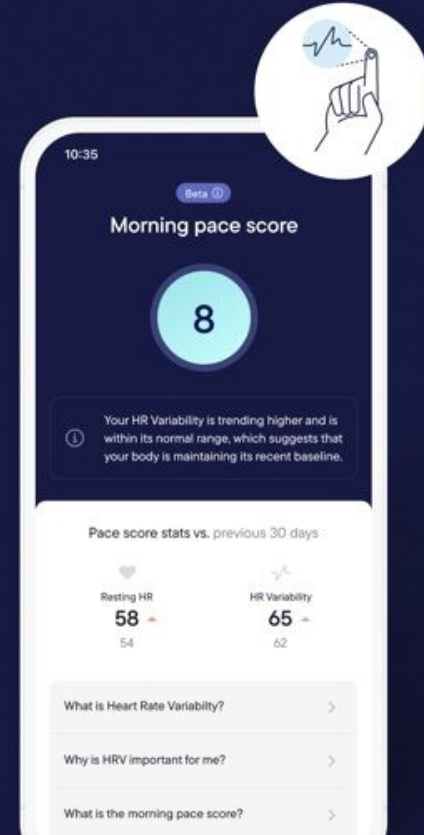 10:35
Beta
Morning pace score
8
Your HR Variability is trending higher and is
within its normal range, which suggests that
your body is maintaining its recent baseline.
Pace score stats vs. previous 30 days
Resting HR HR Variability
58 65
54 62
What is Heart Rate Variabilty?
Why is HRV important for me?
What is the morning pace score?